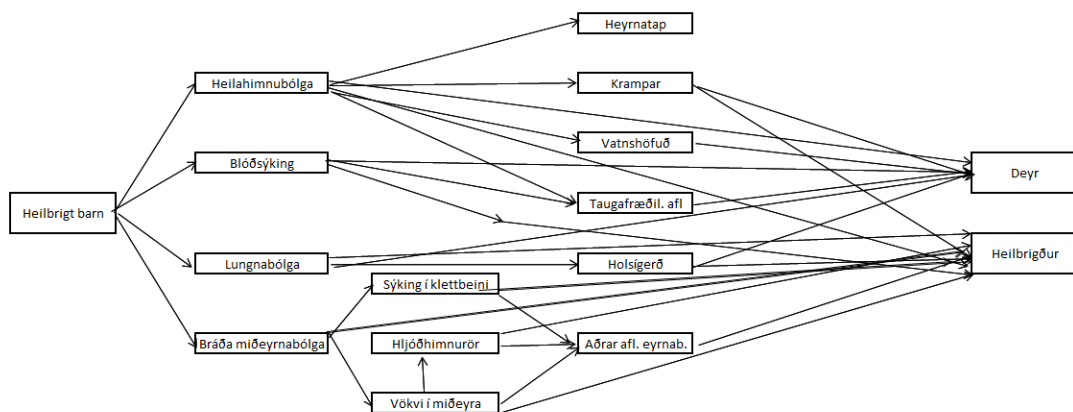 Heilbrigt barn
Heilahimnubólga
Blóðsýking
Lungnabólga
Bráða miðeyrnabólga
Sýking í klettbeini
Hljóðhimnurör
Vökvi í miðeyra
Heyrnatap
Krampar
Vatnshöfuð
Taugafræðil. afl
Holsígerð
Aðrar afl. eyrnab.
Deyr
Heilbrigður